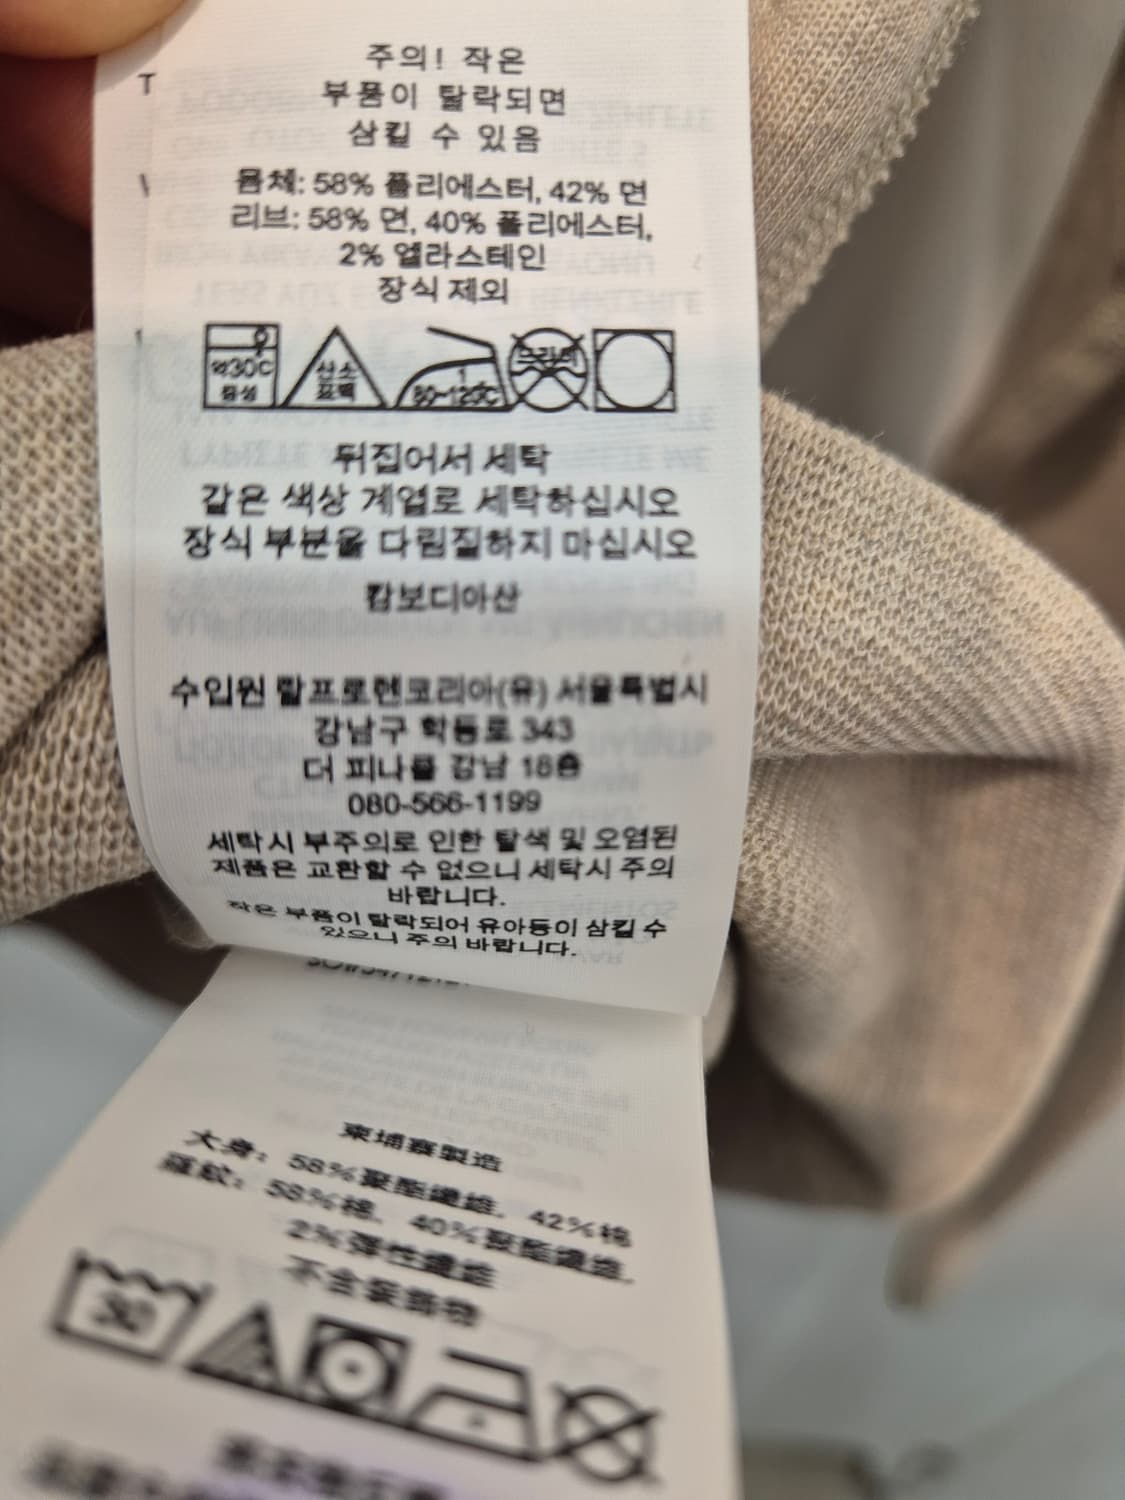 주의! 작은
부품이 탈락되면
삼킬 수 있음
몸체: 58% 폴리에스터, 42% 면
리브: 58% 면, 40% 폴리에스터,
2% 엘라스테인
장식 제외
약30C
중성
산소
표백
1
80~120C
드라이
뒤집어서 세탁
같은 색상 계열로 세탁하십시오
장식 부분을 다림질하지 마십시오
캄보디아산
수입원 랄프로렌코리아(유) 서울특별시
강남구 학동로 343
더 피나클 강남 18층
080-566-1199
세탁시 부주의로 인한 탈색 및 오염된
제품은 교환할 수 없으니 세탁시 주의
바랍니다.
작은 부품이 탈락되어 유아등이 삼킬 수
있으니 주의 바랍니다.
柬埔寨製造
大身: 58%聚酯纖維, 42%棉
羅紋: 58%棉, 40%聚酯纖維,
2%彈性纖維
不含裝飾物
30